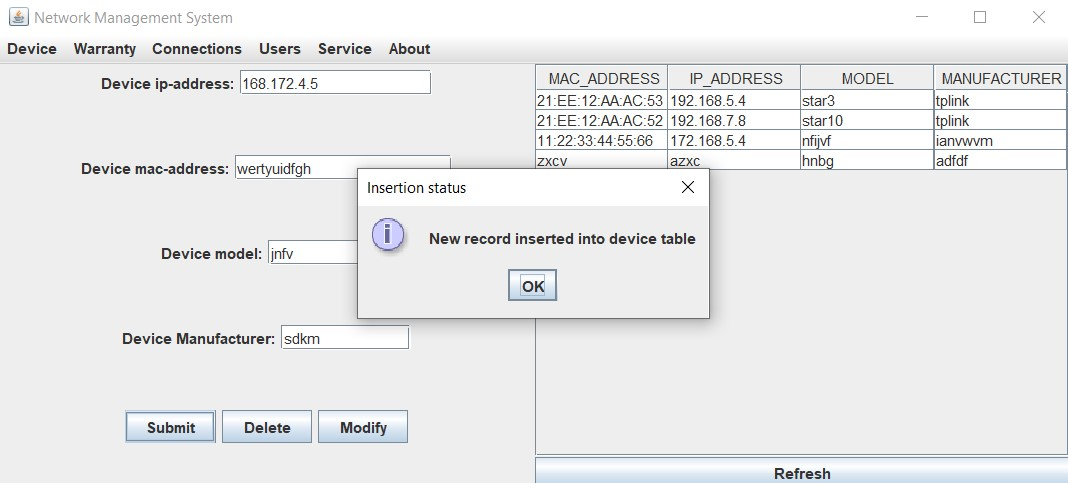 Network Management System
Device Warranty Connections Users Service About
Device ip-address: 168.172.4.5
Device mac-address: wertyuidfgh
Device model: jnfv
Device Manufacturer: sdkm
Submit Delete Modify
MAC_ADDRESS IP_ADDRESS MODEL MANUFACTURER
21:EE:12:AA:AC:53 192.168.5.4 star3 tplink
21:EE:12:AA:AC:52 192.168.7.8 star10 tplink
11:22:33:44:55:66 172.168.5.4 nfijvf ianvwvm
zxcv azxc hnbg adfdf
Insertion status
New record inserted into device table
OK
Refresh